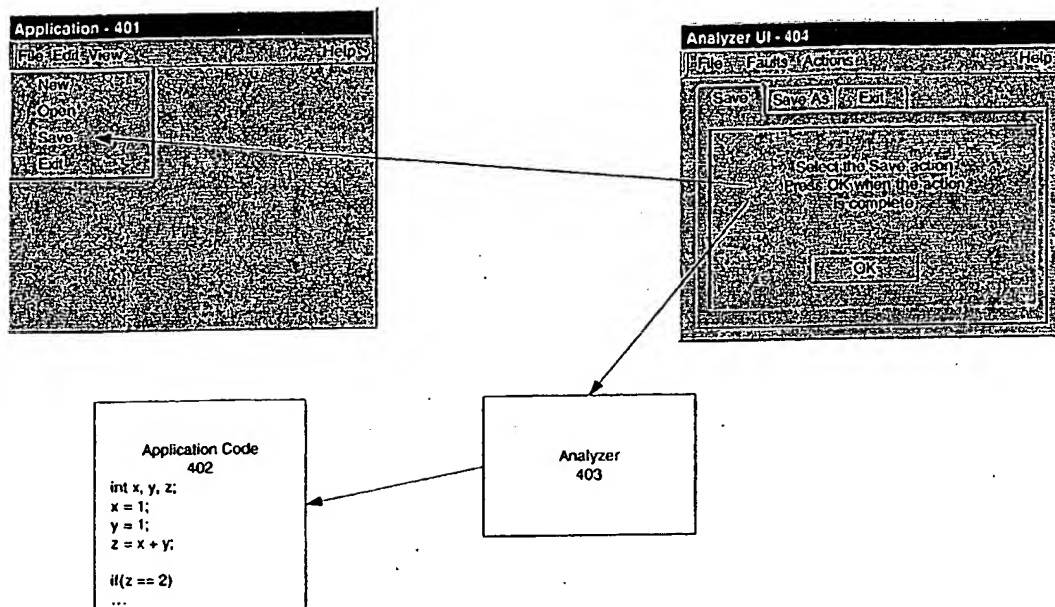 Application - 401
File Edit View Help
New
Open
Save
Exit
Analyzer UI - 404
File Faults Actions Help
Save Save As Exit
Select the Save action.
Press OK when the action
is complete.
OK
Application Code
402
int x, y, z;
x = 1;
y = 1;
z = x + y;
if(z == 2)
...
Analyzer
403